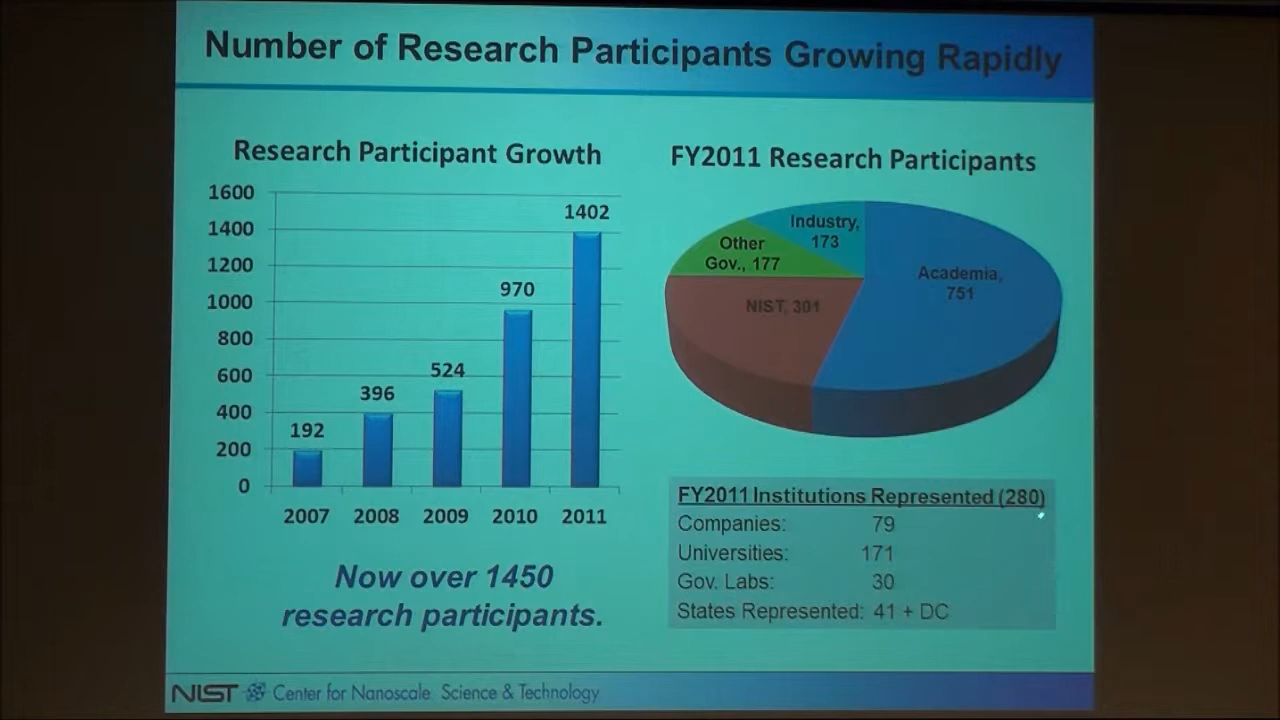 Number of Research Participants Growing Rapidly
Research Participant Growth
1600
1400
1200
1000
800
600
400
200
0
192
396
524
970
1402
2007 2008 2009 2010 2011
Now over 1450
research participants.
FY2011 Research Participants
Industry,
173
Other
Gov., 177
Academia,
751
NIST, 301
FY2011 Institutions Represented (280)
Companies: 79
Universities: 171
Gov. Labs: 30
States Represented: 41 + DC
NIST Center for Nanoscale Science & Technology